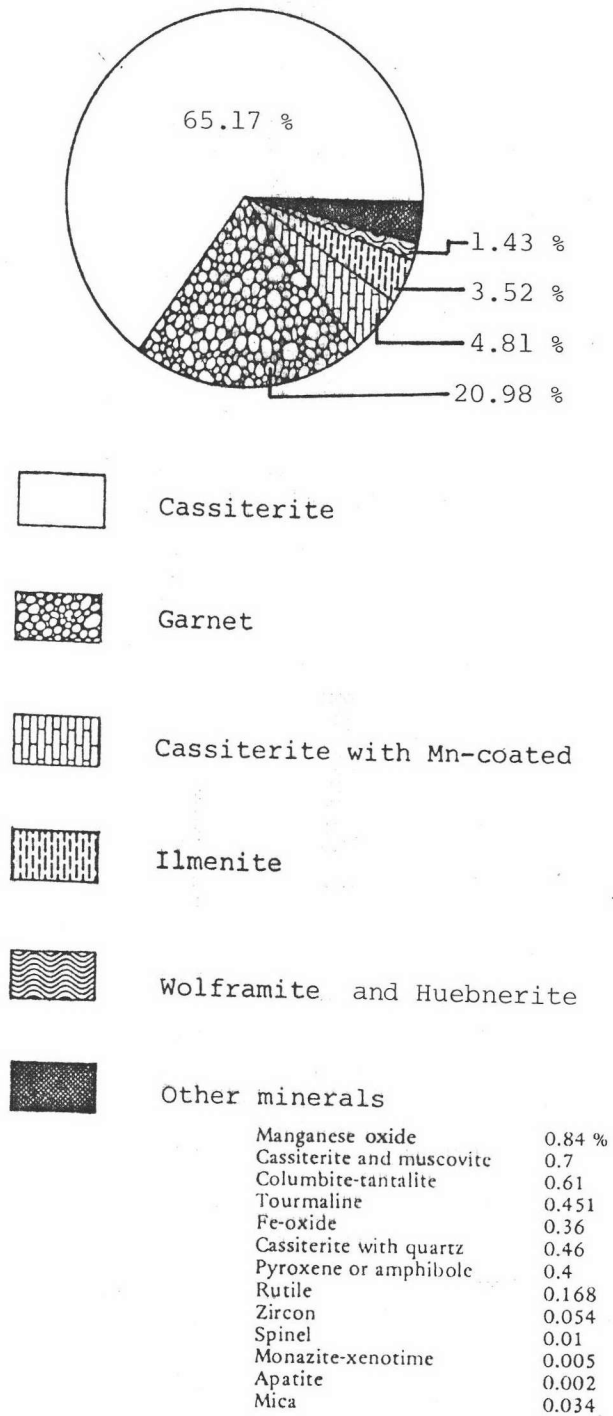 65.17 %
1.43 %
3.52 %
4.81 %
20.98 %
Cassiterite
Garnet
Cassiterite with Mn-coated
Ilmenite
Wolframite and Huebnerite
Other minerals
Manganese oxide 0.84 %
Cassiterite and muscovite 0.7
Columbite-tantalite 0.61
Tourmaline 0.451
Fe-oxide 0.36
Cassiterite with quartz 0.46
Pyroxene or amphibole 0.4
Rutile 0.168
Zircon 0.054
Spinel 0.01
Monazite-xenotime 0.005
Apatite 0.002
Mica 0.034